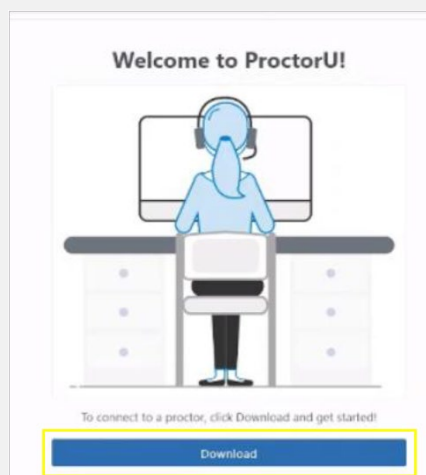 Welcome to ProctorU!
To connect to a proctor, click Download and get started!
Download